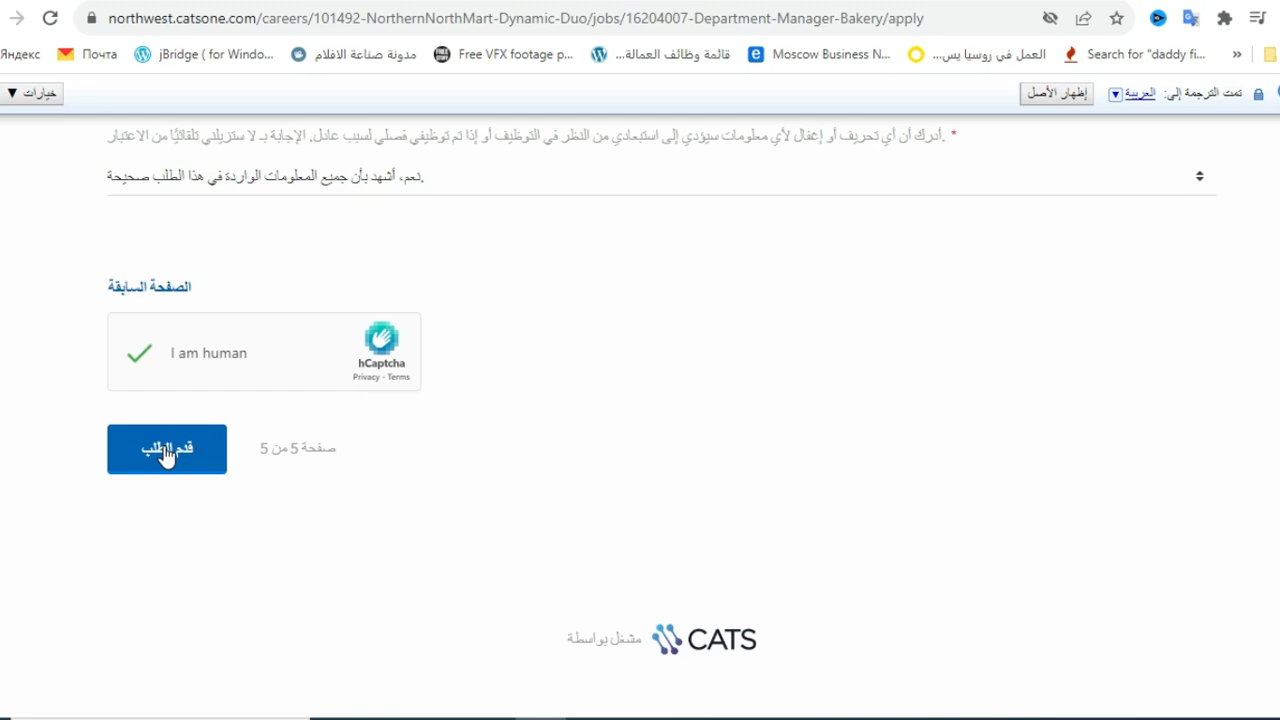 northwest.catsone.com/careers/101492-NorthernNorthMart-Dynamic-Duo/jobs/16204007-Department-Manager-Bakery/apply
Яндекс Почта jBridge ( for Windo... مدونة صناعة الافلام Free VFX footage p... قائمة وظائف العمالة... Moscow Business N... العمل في روسيا يس... Search for "daddy fi... »
تمت الترجمة إلى: العربية إظهار الأصل خيارات ▼
* أدرك أن أي تحريف أو إغفال لأي معلومات سيؤدي إلى استبعادي من النظر في التوظيف أو إذا تم توظيفي فصلي لسبب عادل. الإجابة بـ لا ستزيلني تلقائيًا من الاعتبار.
نعم، أشهد بأن جميع المعلومات الواردة في هذا الطلب صحيحة.
الصفحة السابقة
I am human
hCaptcha
Privacy - Terms
قدم الطلب
صفحة 5 من 5
مشغل بواسطة CATS